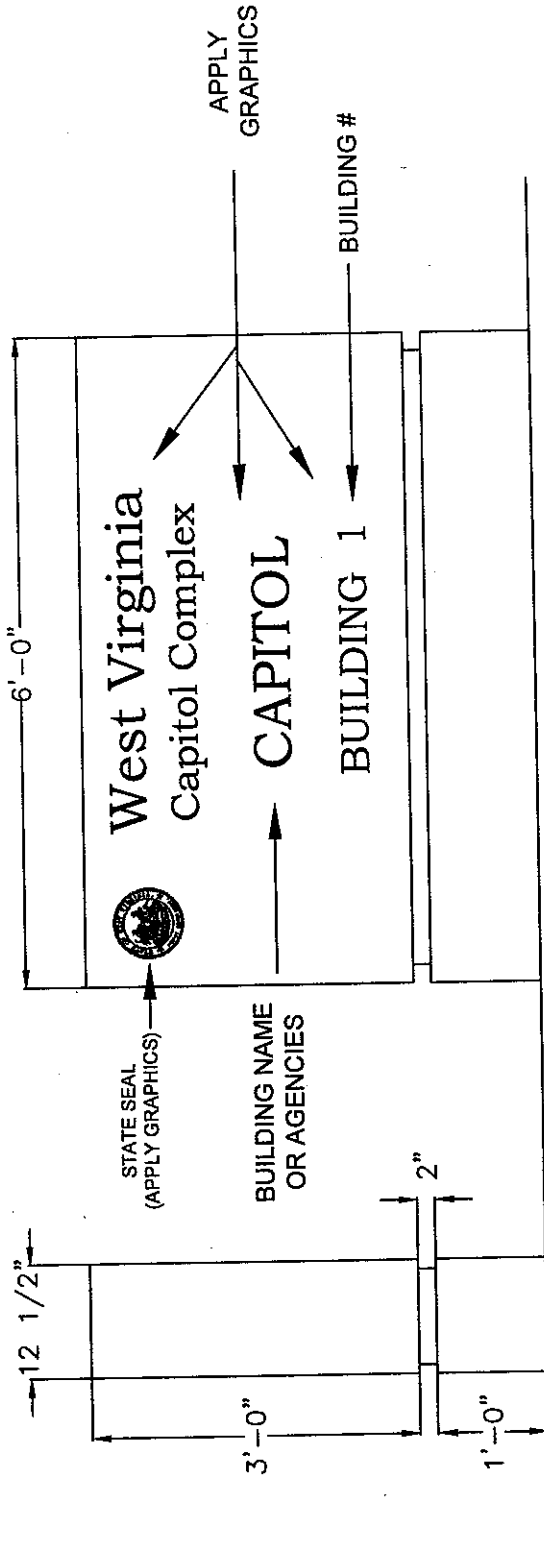 6'-0"
12 1/2"
West Virginia
Capitol Complex
CAPITOL
BUILDING 1
STATE SEAL
(APPLY GRAPHICS)
BUILDING NAME
OR AGENCIES
APPLY
GRAPHICS
BUILDING #
3'-0"
2"
1'-0"